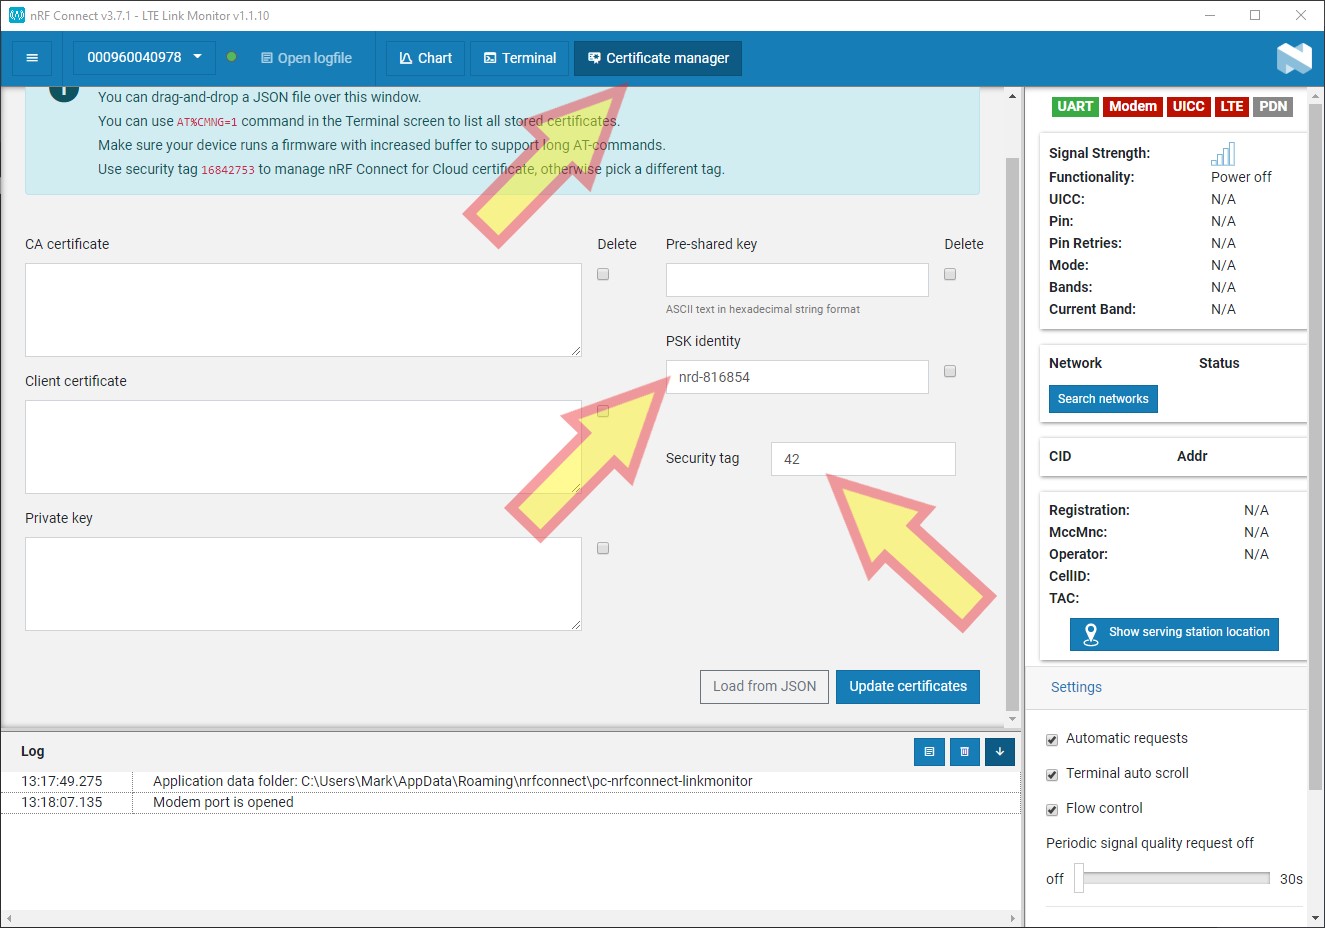 nRF Connect v3.7.1 - LTE Link Monitor v1.1.10
000960040978
Open logfile
Chart
Terminal
Certificate manager
You can drag-and-drop a JSON file over this window.
You can use AT%CMNG=1 command in the Terminal screen to list all stored certificates.
Make sure your device runs a firmware with increased buffer to support long AT-commands.
Use security tag 16842753 to manage nRF Connect for Cloud certificate, otherwise pick a different tag.
CA certificate
Delete
Client certificate
Private key
Pre-shared key
Delete
ASCII text in hexadecimal string format
PSK identity
nrd-816854
Security tag
42
Load from JSON
Update certificates
UART Modem UICC LTE PDN
Signal Strength:
Functionality: Power off
UICC: N/A
Pin: N/A
Pin Retries: N/A
Mode: N/A
Bands: N/A
Current Band: N/A
Network Status
Search networks
CID Addr
Registration: N/A
MccMnc: N/A
Operator: N/A
CellID:
TAC:
Show serving station location
Settings
Automatic requests
Terminal auto scroll
Flow control
Periodic signal quality request off
off 30s
Log
13:17:49.275 Application data folder: C:\Users\Mark\AppData\Roaming\nrfconnect\pc-nrfconnect-linkmonitor
13:18:07.135 Modem port is opened